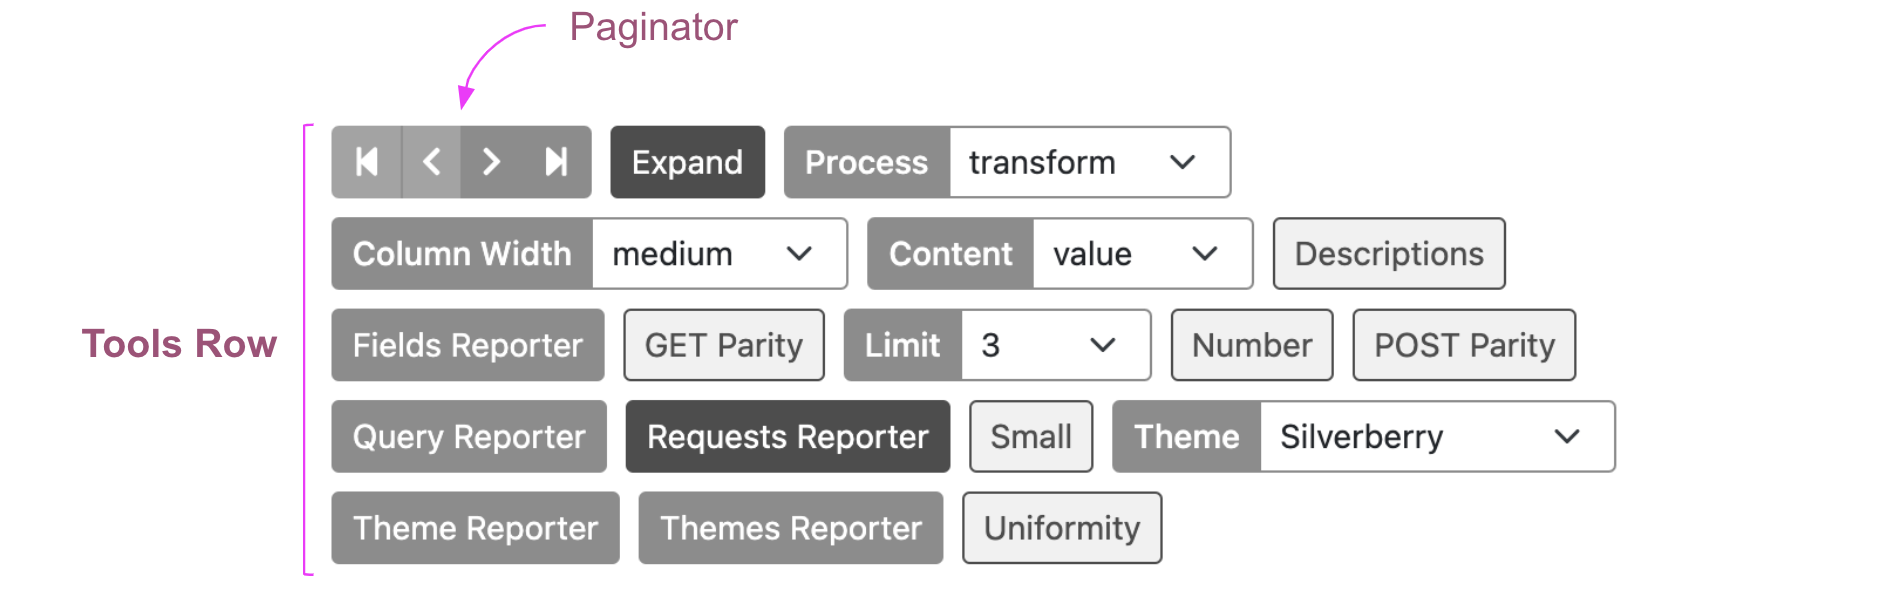 Paginator
Expand Process transform
Column Width medium Content value Descriptions
Tools Row
Fields Reporter GET Parity Limit 3 Number POST Parity
Query Reporter Requests Reporter Small Theme Silverberry
Theme Reporter Themes Reporter Uniformity